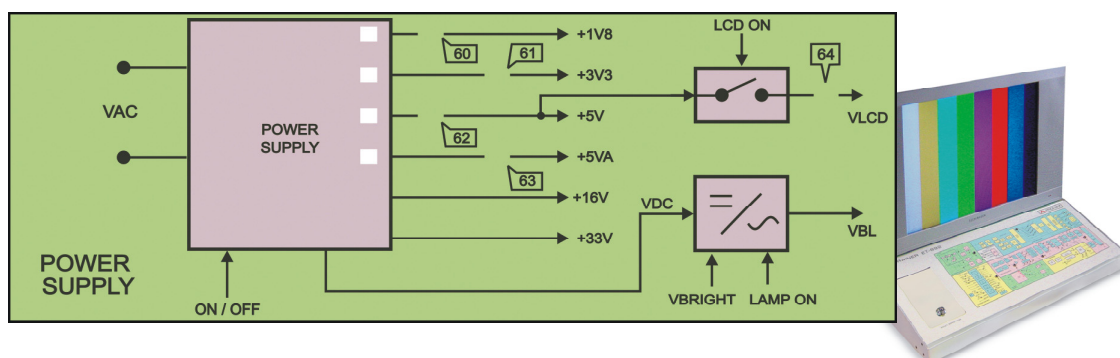 LCD ON
60
61
+1V8
64
+3V3
VAC
POWER
SUPPLY
+5V
VLCD
62
+5VA
63
+16V
VDC
VBL
+33V
POWER
SUPPLY
ON / OFF
VBRIGHT
LAMP ON